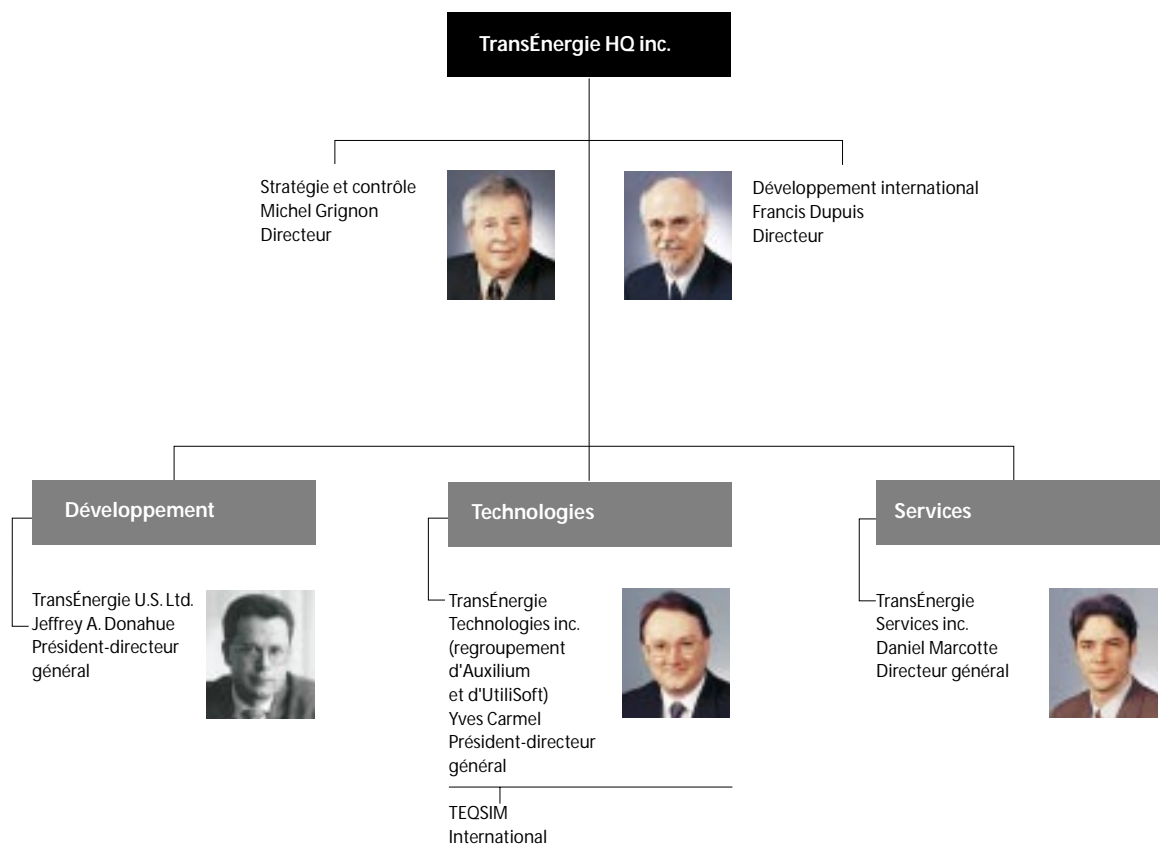 TransÉnergie HQ inc.
Stratégie et contrôle
Michel Grignon
Directeur
Développement international
Francis Dupuis
Directeur
Développement
TransÉnergie U.S. Ltd.
Jeffrey A. Donahue
Président-directeur
général
Technologies
TransÉnergie
Technologies inc.
(regroupement
d'Auxilium
et d'UtiliSoft)
Yves Carmel
Président-directeur
général
TEQSIM
International
Services
TransÉnergie
Services inc.
Daniel Marcotte
Directeur général